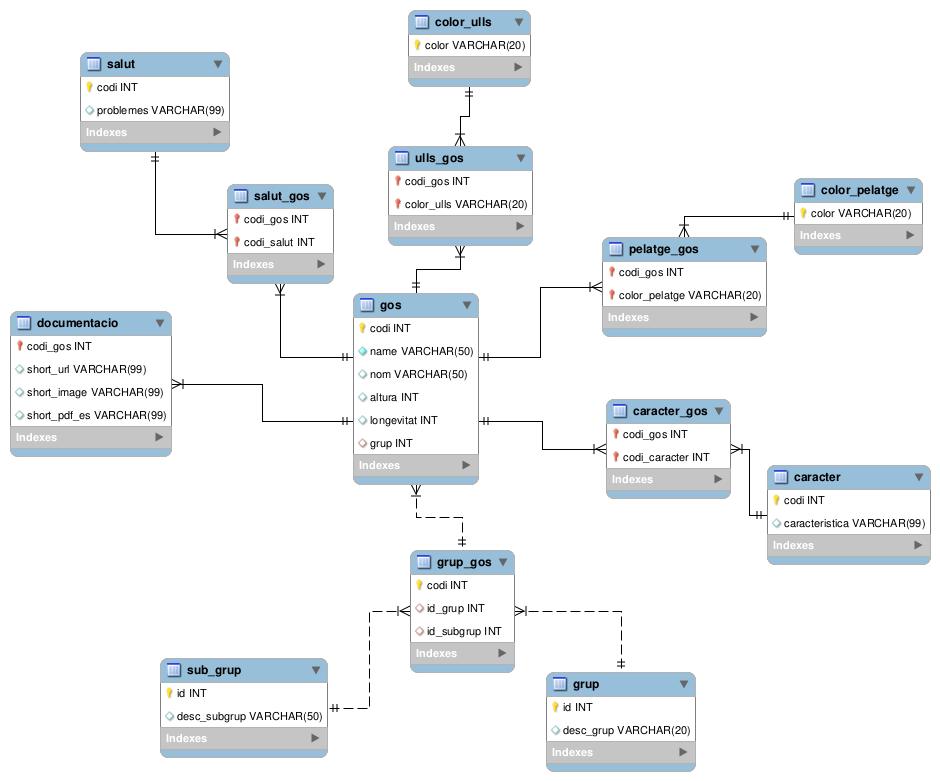 color_ulls
color VARCHAR(20)
Indexes
salut
codi INT
problemes VARCHAR(99)
Indexes
ulls_gos
codi_gos INT
color_ulls VARCHAR(20)
Indexes
salut_gos
codi_gos INT
codi_salut INT
Indexes
color_pelatge
color VARCHAR(20)
Indexes
pelatge_gos
codi_gos INT
color_pelatge VARCHAR(20)
Indexes
gos
codi INT
name VARCHAR(50)
nom VARCHAR(50)
altura INT
longevitat INT
grup INT
Indexes
documentacio
codi_gos INT
short_url VARCHAR(99)
short_image VARCHAR(99)
short_pdf_es VARCHAR(99)
Indexes
caracter_gos
codi_gos INT
codi_caracter INT
Indexes
caracter
codi INT
caracteristica VARCHAR(99)
Indexes
grup_gos
codi INT
id_grup INT
id_subgrup INT
Indexes
sub_grup
id INT
desc_subgrup VARCHAR(50)
Indexes
grup
id INT
desc_grup VARCHAR(20)
Indexes